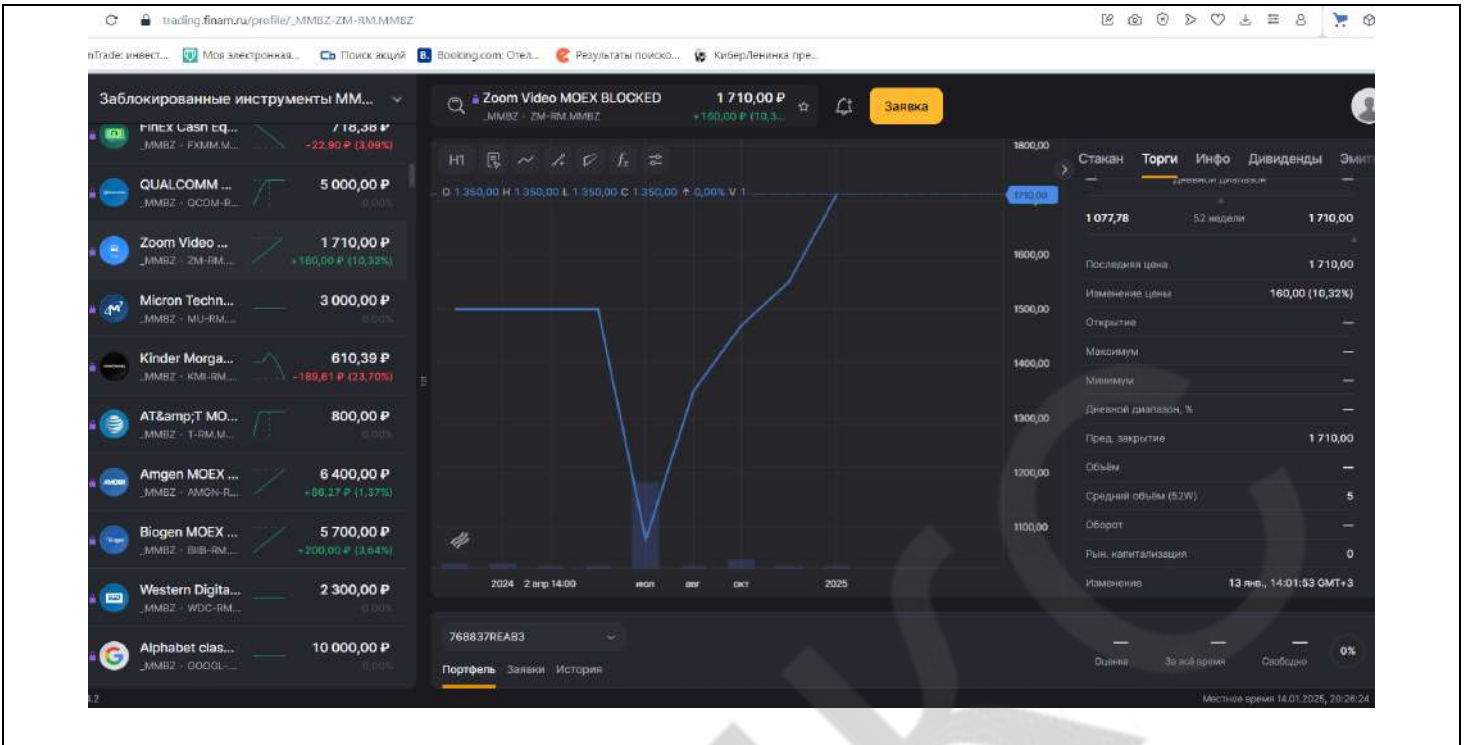 trading.finam.ru/profile/_MMBZ-ZM-RM.MMBZ
nTrade: инвест... Моя электронная... Поиск акций Booking.com: Отел... Результаты поиско... КиберЛенинка пре...
Заблокированные инструменты ММ...
Zoom Video MOEX BLOCKED 1 710,00 ₽
_MMBZ · ZM-RM.MMBZ +160,00 ₽ (10,3...
Заявка
FinEx Cash Eq... 718,38 ₽
_MMBZ · FXMM.M... -22,90 ₽ (3,09%)
QUALCOMM ... 5 000,00 ₽
_MMBZ · QCOM-R... 0,00%
Zoom Video ... 1 710,00 ₽
_MMBZ · ZM-RM.... +160,00 ₽ (10,32%)
Micron Techn... 3 000,00 ₽
_MMBZ · MU-RM.... 0,00%
Kinder Morga... 610,39 ₽
_MMBZ · KMI-RM.... -189,61 ₽ (23,70%)
AT&amp;T MO... 800,00 ₽
_MMBZ · T-RM.M... 0,00%
Amgen MOEX ... 6 400,00 ₽
_MMBZ · AMGN-R... +86,27 ₽ (1,37%)
Biogen MOEX ... 5 700,00 ₽
_MMBZ · BIIB-RM.... +200,00 ₽ (3,64%)
Western Digita... 2 300,00 ₽
_MMBZ · WDC-RM... 0,00%
Alphabet clas... 10 000,00 ₽
_MMBZ · GOOGL-... 0,00%
H1
O 1 350,00 H 1 350,00 L 1 350,00 C 1 350,00 0,00% V 1
1800,00
1710,00
1600,00
1500,00
1400,00
1300,00
1200,00
1100,00
2024 2 апр 14:00 июл авг окт 2025
Стакан Торги Инфо Дивиденды Эмит
— Дневной диапазон —
1 077,78 52 недели 1 710,00
Последняя цена 1 710,00
Изменение цены 160,00 (10,32%)
Открытие —
Максимум —
Минимум —
Дневной диапазон, % —
Пред. закрытие 1 710,00
Объём —
Средний объём (52W) 5
Оборот —
Рын. капитализация 0
Изменение 13 янв., 14:01:53 GMT+3
768837REAB3
Портфель Заявки История
— — —
Оценка За всё время Свободно 0%
Местное время 14.01.2025, 20:26:24